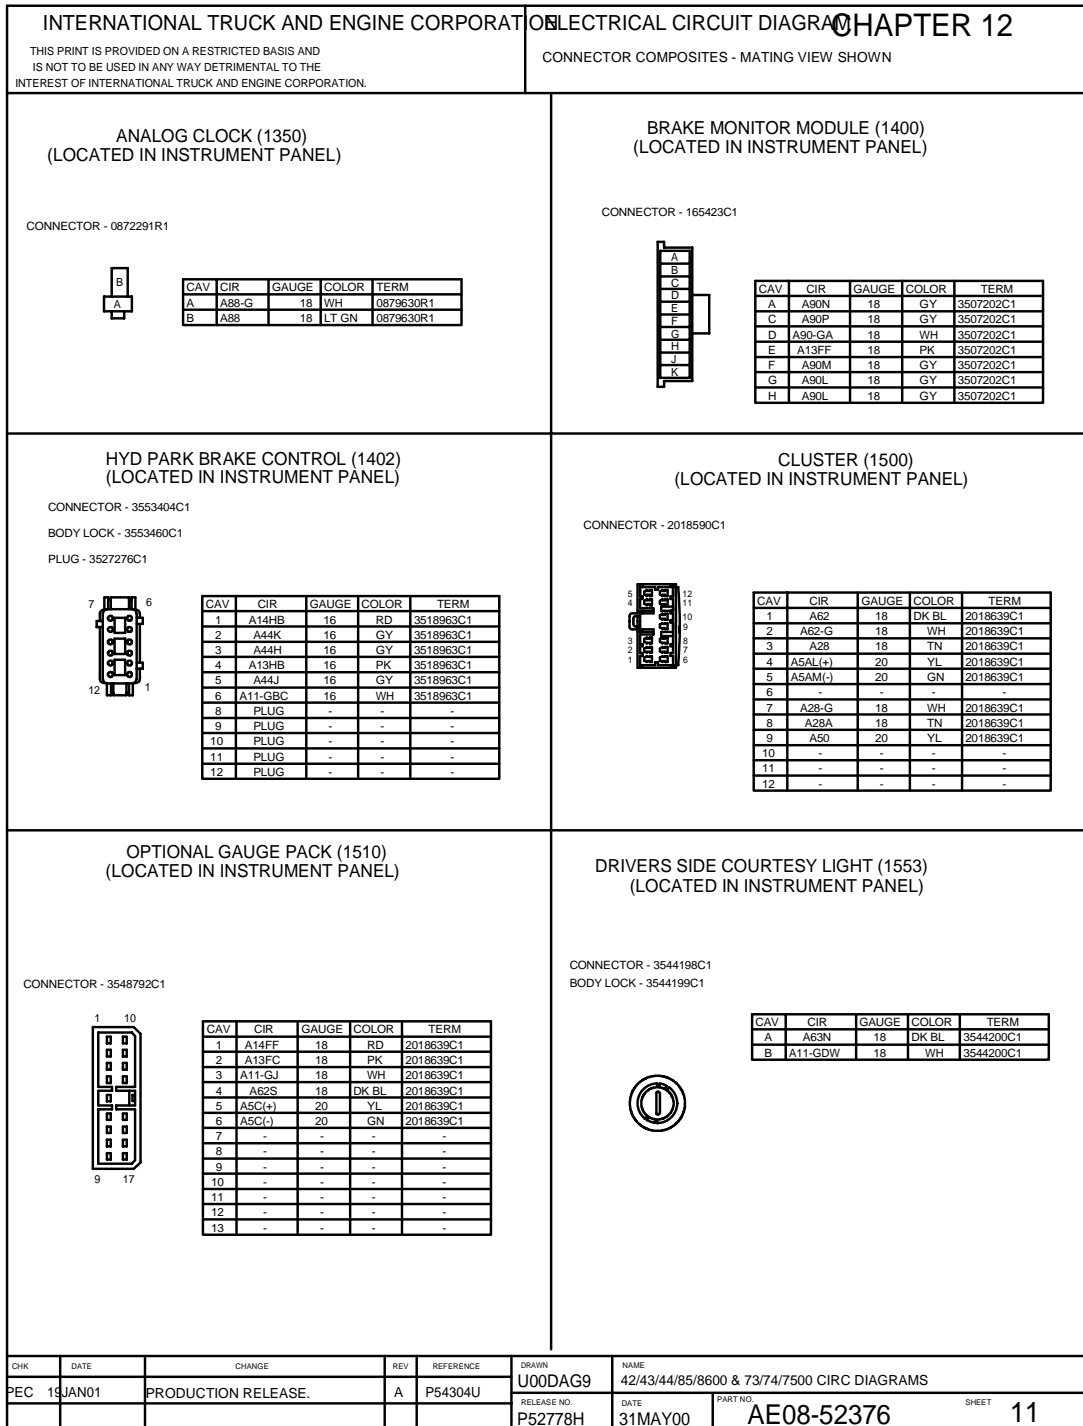 INTERNATIONAL TRUCK AND ENGINE CORPORATION
THIS PRINT IS PROVIDED ON A RESTRICTED BASIS AND
IS NOT TO BE USED IN ANY WAY DETRIMENTAL TO THE
INTEREST OF INTERNATIONAL TRUCK AND ENGINE CORPORATION.
ELECTRICAL CIRCUIT DIAGRAM
CHAPTER 12
CONNECTOR COMPOSITES - MATING VIEW SHOWN
ANALOG CLOCK (1350)
(LOCATED IN INSTRUMENT PANEL)
CONNECTOR - 0872291R1
B
A
CAV CIR GAUGE COLOR TERM
A A88-G 18 WH 0879630R1
B A88 18 LT GN 0879630R1
BRAKE MONITOR MODULE (1400)
(LOCATED IN INSTRUMENT PANEL)
CONNECTOR - 165423C1
A
B
C
D
E
F
G
H
J
K
CAV CIR GAUGE COLOR TERM
A A90N 18 GY 3507202C1
C A90P 18 GY 3507202C1
D A90-GA 18 WH 3507202C1
E A13FF 18 PK 3507202C1
F A90M 18 GY 3507202C1
G A90L 18 GY 3507202C1
H A90L 18 GY 3507202C1
HYD PARK BRAKE CONTROL (1402)
(LOCATED IN INSTRUMENT PANEL)
CONNECTOR - 3553404C1
BODY LOCK - 3553460C1
PLUG - 3527276C1
7 6
12 1
CAV CIR GAUGE COLOR TERM
1 A14HB 16 RD 3518963C1
2 A44K 16 GY 3518963C1
3 A44H 16 GY 3518963C1
4 A13HB 16 PK 3518963C1
5 A44J 16 GY 3518963C1
6 A11-GBC 16 WH 3518963C1
8 PLUG - - -
9 PLUG - - -
10 PLUG - - -
11 PLUG - - -
12 PLUG - - -
CLUSTER (1500)
(LOCATED IN INSTRUMENT PANEL)
CONNECTOR - 2018590C1
5 12
4 11
10
9
3 8
2 7
1 6
CAV CIR GAUGE COLOR TERM
1 A62 18 DK BL 2018639C1
2 A62-G 18 WH 2018639C1
3 A28 18 TN 2018639C1
4 A5AL(+) 20 YL 2018639C1
5 A5AM(-) 20 GN 2018639C1
6 - - - -
7 A28-G 18 WH 2018639C1
8 A28A 18 TN 2018639C1
9 A50 20 YL 2018639C1
10 - - - -
11 - - - -
12 - - - -
OPTIONAL GAUGE PACK (1510)
(LOCATED IN INSTRUMENT PANEL)
CONNECTOR - 3548792C1
1 10
9 17
CAV CIR GAUGE COLOR TERM
1 A14FF 18 RD 2018639C1
2 A13FC 18 PK 2018639C1
3 A11-GJ 18 WH 2018639C1
4 A62S 18 DK BL 2018639C1
5 A5C(+) 20 YL 2018639C1
6 A5C(-) 20 GN 2018639C1
7 - - - -
8 - - - -
9 - - - -
10 - - - -
11 - - - -
12 - - - -
13 - - - -
DRIVERS SIDE COURTESY LIGHT (1553)
(LOCATED IN INSTRUMENT PANEL)
CONNECTOR - 3544198C1
BODY LOCK - 3544199C1
CAV CIR GAUGE COLOR TERM
A A63N 18 DK BL 3544200C1
B A11-GDW 18 WH 3544200C1
CHK DATE CHANGE REV REFERENCE
PEC 19JAN01 PRODUCTION RELEASE. A P54304U
DRAWN
U00DAG9
NAME
42/43/44/85/8600 & 73/74/7500 CIRC DIAGRAMS
RELEASE NO.
P52778H
DATE
31MAY00
PART NO.
AE08-52376
SHEET 11